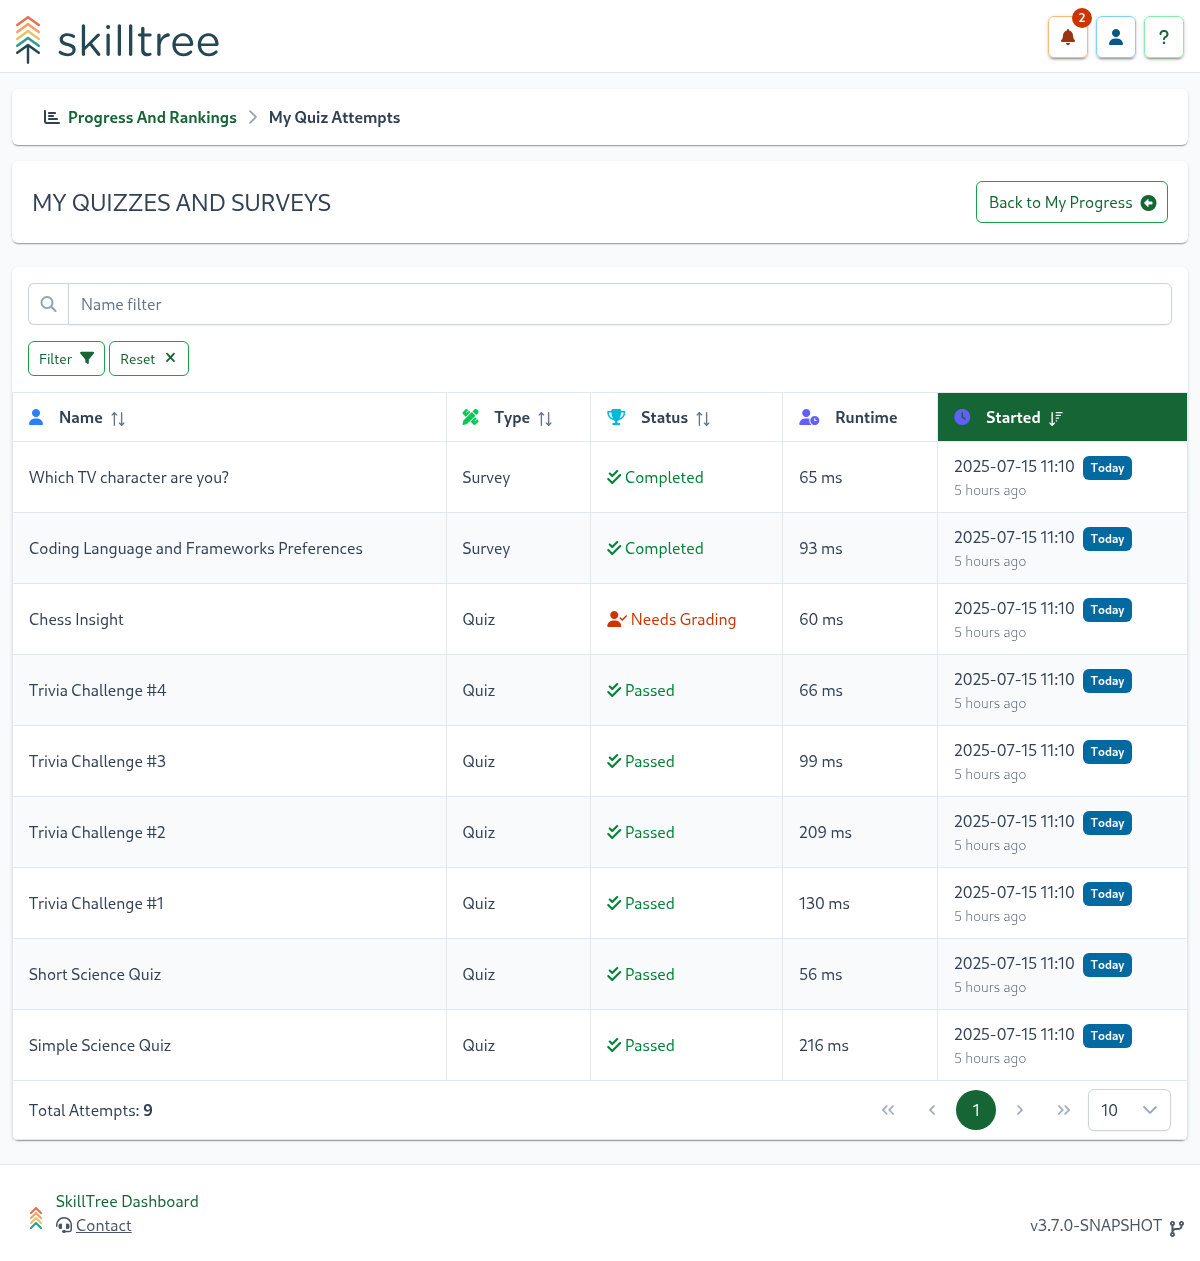 skilltree
2
?
Progress And Rankings
My Quiz Attempts
MY QUIZZES AND SURVEYS
Back to My Progress
Name filter
Filter
Reset
Name Type Status Runtime Started
Which TV character are you? Survey Completed 65 ms 2025-07-15 11:10 Today
5 hours ago
Coding Language and Frameworks Preferences Survey Completed 93 ms 2025-07-15 11:10 Today
5 hours ago
Chess Insight Quiz Needs Grading 60 ms 2025-07-15 11:10 Today
5 hours ago
Trivia Challenge #4 Quiz Passed 66 ms 2025-07-15 11:10 Today
5 hours ago
Trivia Challenge #3 Quiz Passed 99 ms 2025-07-15 11:10 Today
5 hours ago
Trivia Challenge #2 Quiz Passed 209 ms 2025-07-15 11:10 Today
5 hours ago
Trivia Challenge #1 Quiz Passed 130 ms 2025-07-15 11:10 Today
5 hours ago
Short Science Quiz Quiz Passed 56 ms 2025-07-15 11:10 Today
5 hours ago
Simple Science Quiz Quiz Passed 216 ms 2025-07-15 11:10 Today
5 hours ago
Total Attempts: 9
1
10
SkillTree Dashboard
Contact
v3.7.0-SNAPSHOT